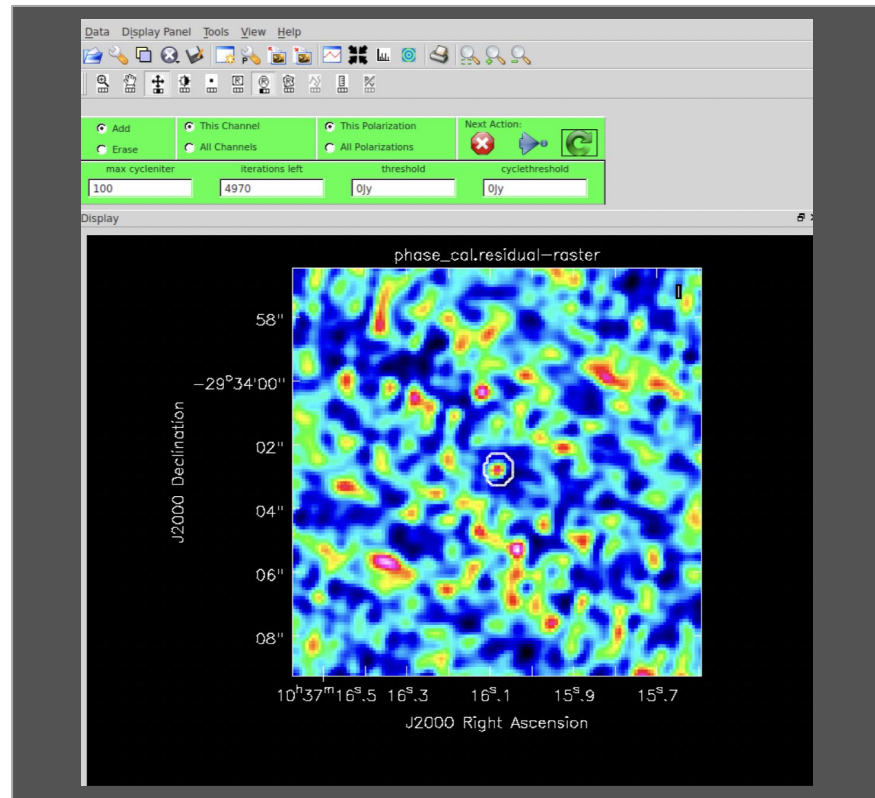 Data Display Panel Tools View Help
Add This Channel This Polarization Next Action:
Erase All Channels All Polarizations
max cycleniter iterations left threshold cyclethreshold
100 4970 0Jy 0Jy
Display
phase_cal.residual-raster
I
58"
-29°34'00"
02"
04"
06"
08"
J2000 Declination
10ʰ37ᵐ16ˢ.5 16ˢ.3 16ˢ.1 15ˢ.9 15ˢ.7
J2000 Right Ascension